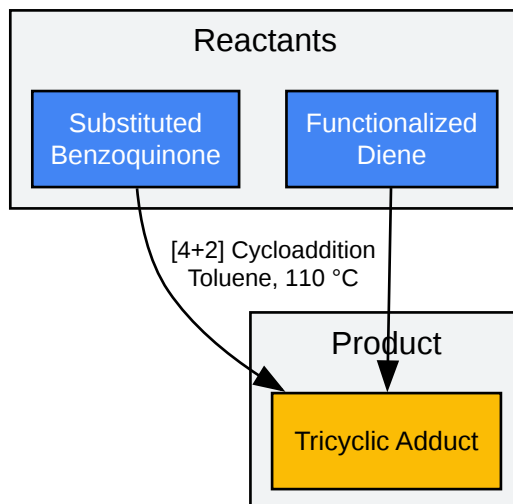 Reactants
Substituted
Benzoquinone
Functionalized
Diene
[4+2] Cycloaddition
Toluene, 110 °C
Product
Tricyclic Adduct